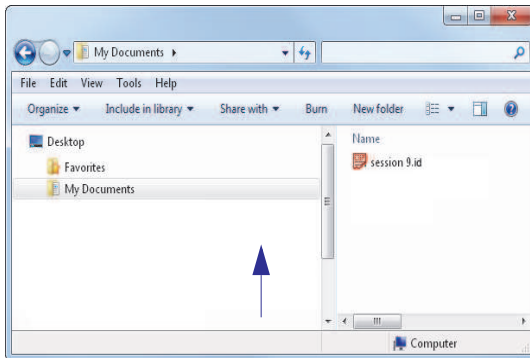 My Documents
File Edit View Tools Help
Organize Include in library Share with Burn New folder
Desktop
Favorites
My Documents
Name
session 9.id
Computer